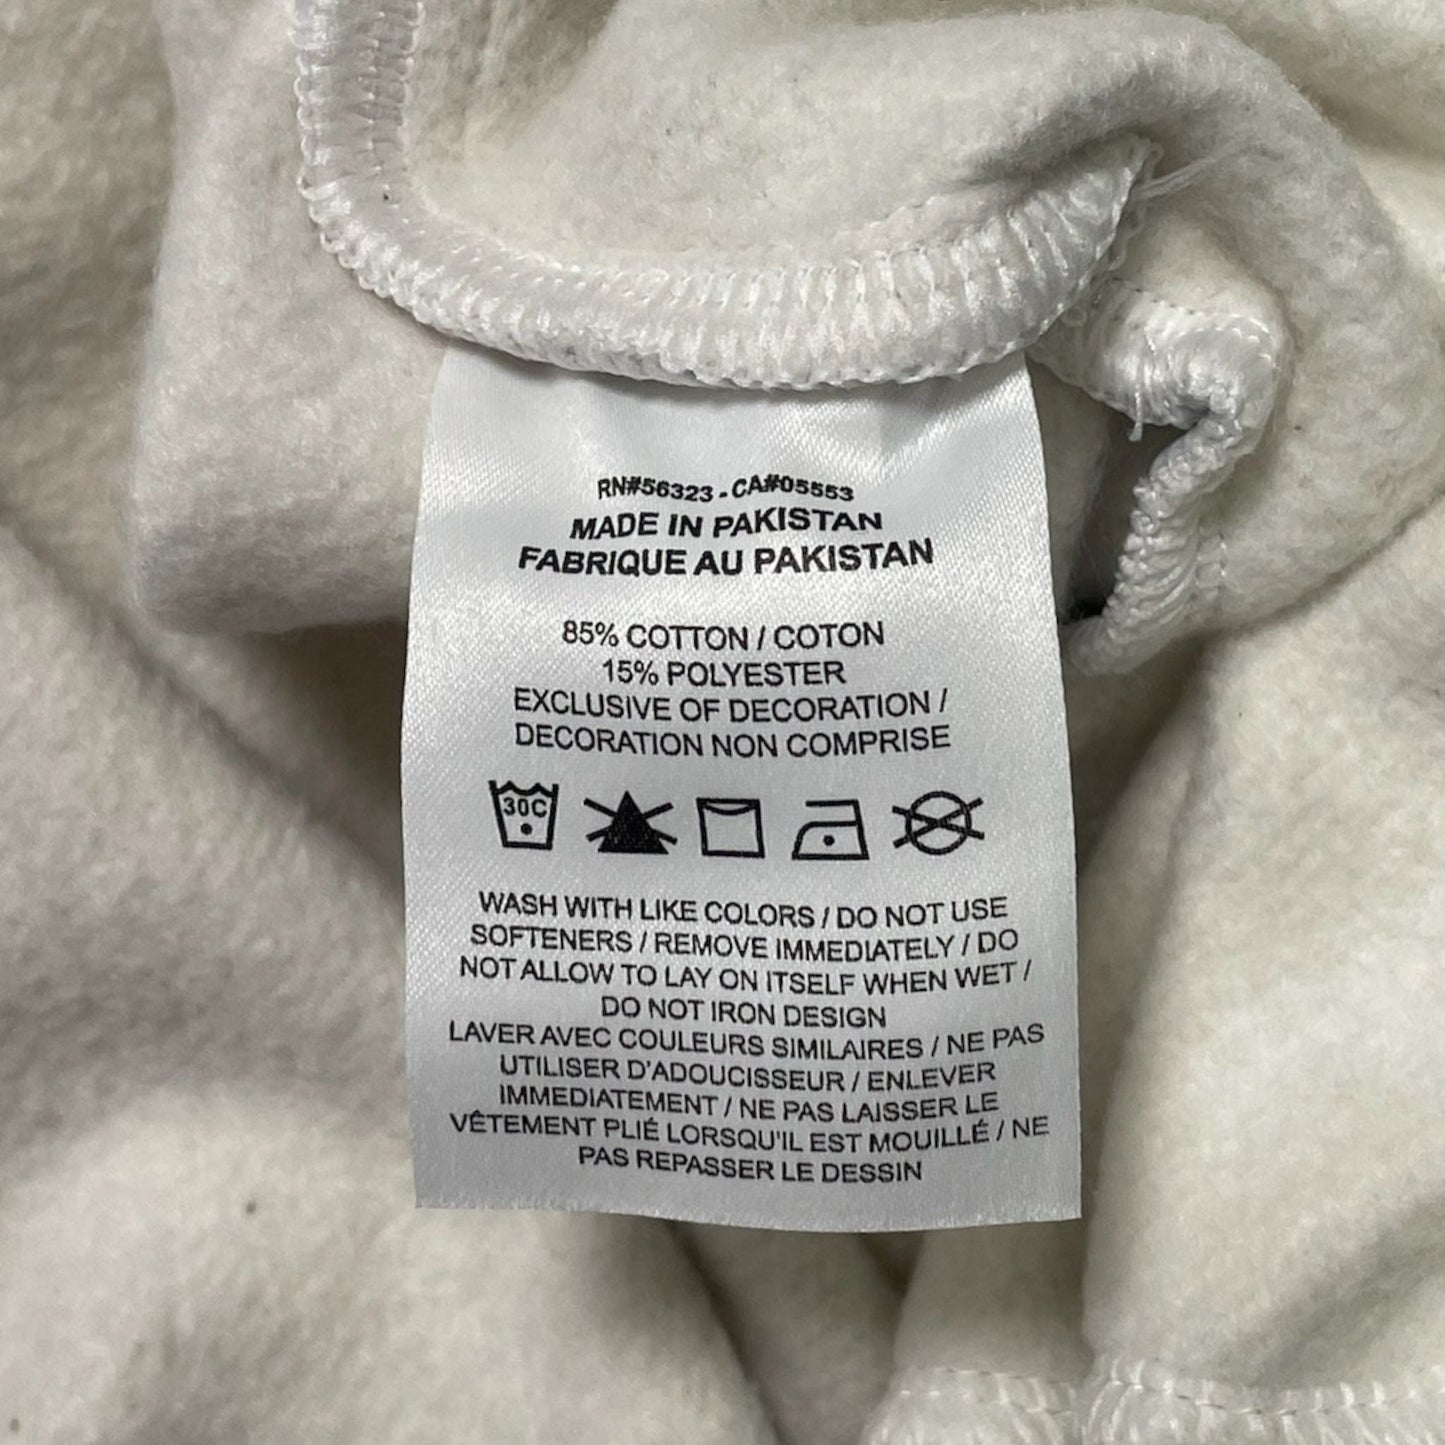 RN#56323 - CA#05553
MADE IN PAKISTAN
FABRIQUE AU PAKISTAN
85% COTTON / COTON
15% POLYESTER
EXCLUSIVE OF DECORATION /
DECORATION NON COMPRISE
30C
WASH WITH LIKE COLORS / DO NOT USE
SOFTENERS / REMOVE IMMEDIATELY / DO
NOT ALLOW TO LAY ON ITSELF WHEN WET /
DO NOT IRON DESIGN
LAVER AVEC COULEURS SIMILAIRES / NE PAS
UTILISER D'ADOUCISSEUR / ENLEVER
IMMEDIATEMENT / NE PAS LAISSER LE
VÊTEMENT PLIÉ LORSQU'IL EST MOUILLÉ / NE
PAS REPASSER LE DESSIN